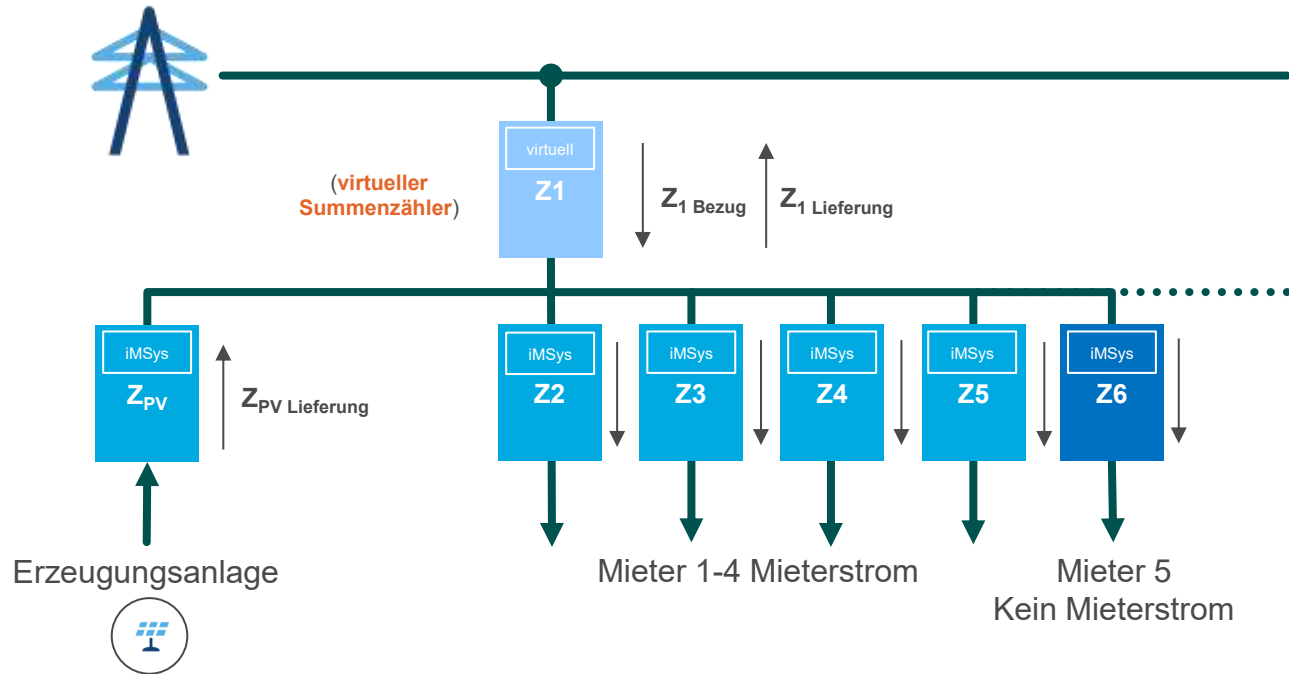 virtuell
Z1
(virtueller
Summenzähler)
Z1 Bezug
Z1 Lieferung
iMSys
ZPV
ZPV Lieferung
iMSys
Z2
iMSys
Z3
iMSys
Z4
iMSys
Z5
iMSys
Z6
Erzeugungsanlage
Mieter 1-4 Mieterstrom
Mieter 5
Kein Mieterstrom